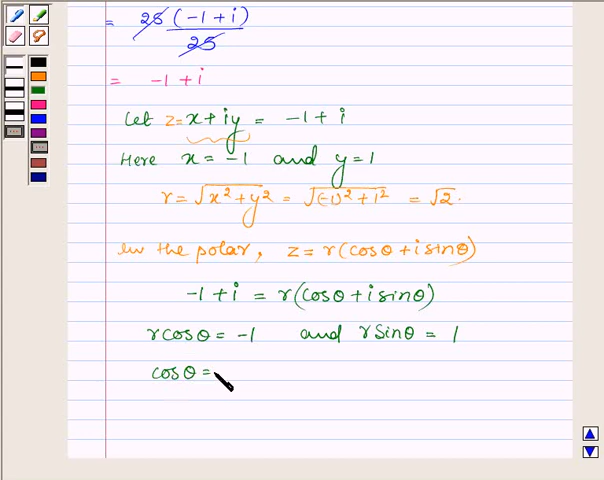 = 25 (-1 + i) / 25
= -1 + i
Let z = x + iy = -1 + i
Here x = -1 and y = 1
r = √x² + y² = √(-1)² + 1² = √2.
In the polar, z = r(cosθ + i sinθ)
-1 + i = r(cosθ + i sinθ)
r cosθ = -1 and r sinθ = 1
cosθ =